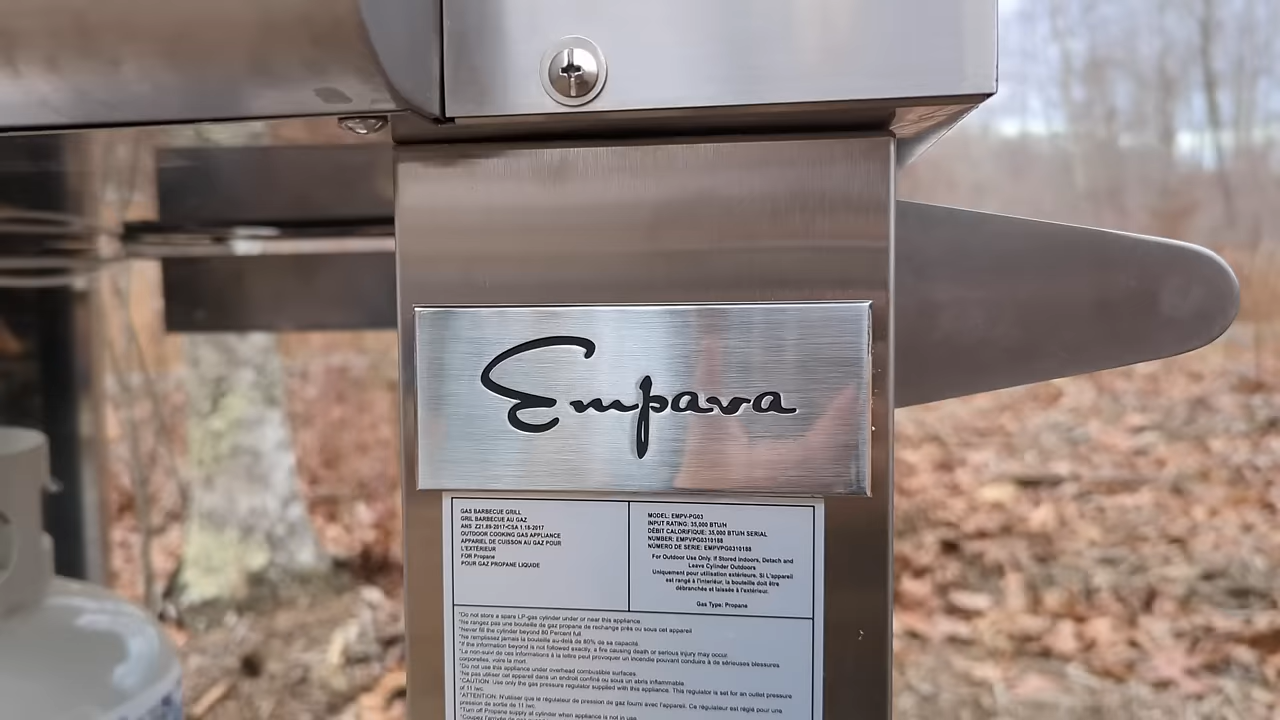 Empava
GAS BARBECUE GRILL
GRIL BARBECUE AU GAZ
ANS Z21.89-2017•CSA 1.18-2017
OUTDOOR COOKING GAS APPLIANCE
APPAREIL DE CUISSON AU GAZ POUR
L'EXTÉRIEUR
FOR Propane
POUR GAZ PROPANE LIQUIDE
MODEL: EMPV-PG03
INPUT RATING: 35,000 BTU/H
DÉBIT CALORIFIQUE: 35,000 BTU/H SERIAL
NUMBER: EMPVPG0310188
NÚMERO DE SERIE: EMPVPG0310188
For Outdoor Use Only. If Stored Indoors, Detach and
Leave Cylinder Outdoors
Uniquement pour utilisation extérieure. Si L'appareil
est rangé à l'intérieur, la bouteille doit être
débranchée et laissée à l'extérieur.
Gas Type: Propane
*Do not store a spare LP-gas cylinder under or near this appliance.
*Ne rangez pas une bouteille de gaz propane de rechange près ou sous cet appareil
*Never fill the cylinder beyond 80 Percent full.
*Ne remplissez jamais la bouteille au-delà de 80% de sa capacité.
*If the information beyond is not followed exactly, a fire causing death or serious injury may occur.
*Le non-suivi de ces informations à la lettre peut provoquer un incendie pouvant conduire à de sérieuses blessures
corporelles, voire la mort.
*Do not use this appliance under overhead combustible surfaces.
*Ne pas utiliser cet appareil dans un endroit confiné ou sous un abris inflammable.
*CAUTION: Use only the gas pressure regulator supplied with this appliance. This regulator is set for an outlet pressure
of 11 iwc.
*ATTENTION: N'utiliser que le régulateur de pression de gaz fourni avec l'appareil. Ce régulateur est réglé pour une
pression de sortie de 11 iwc.
*Turn off Propane supply at cylinder when appliance is not in use.